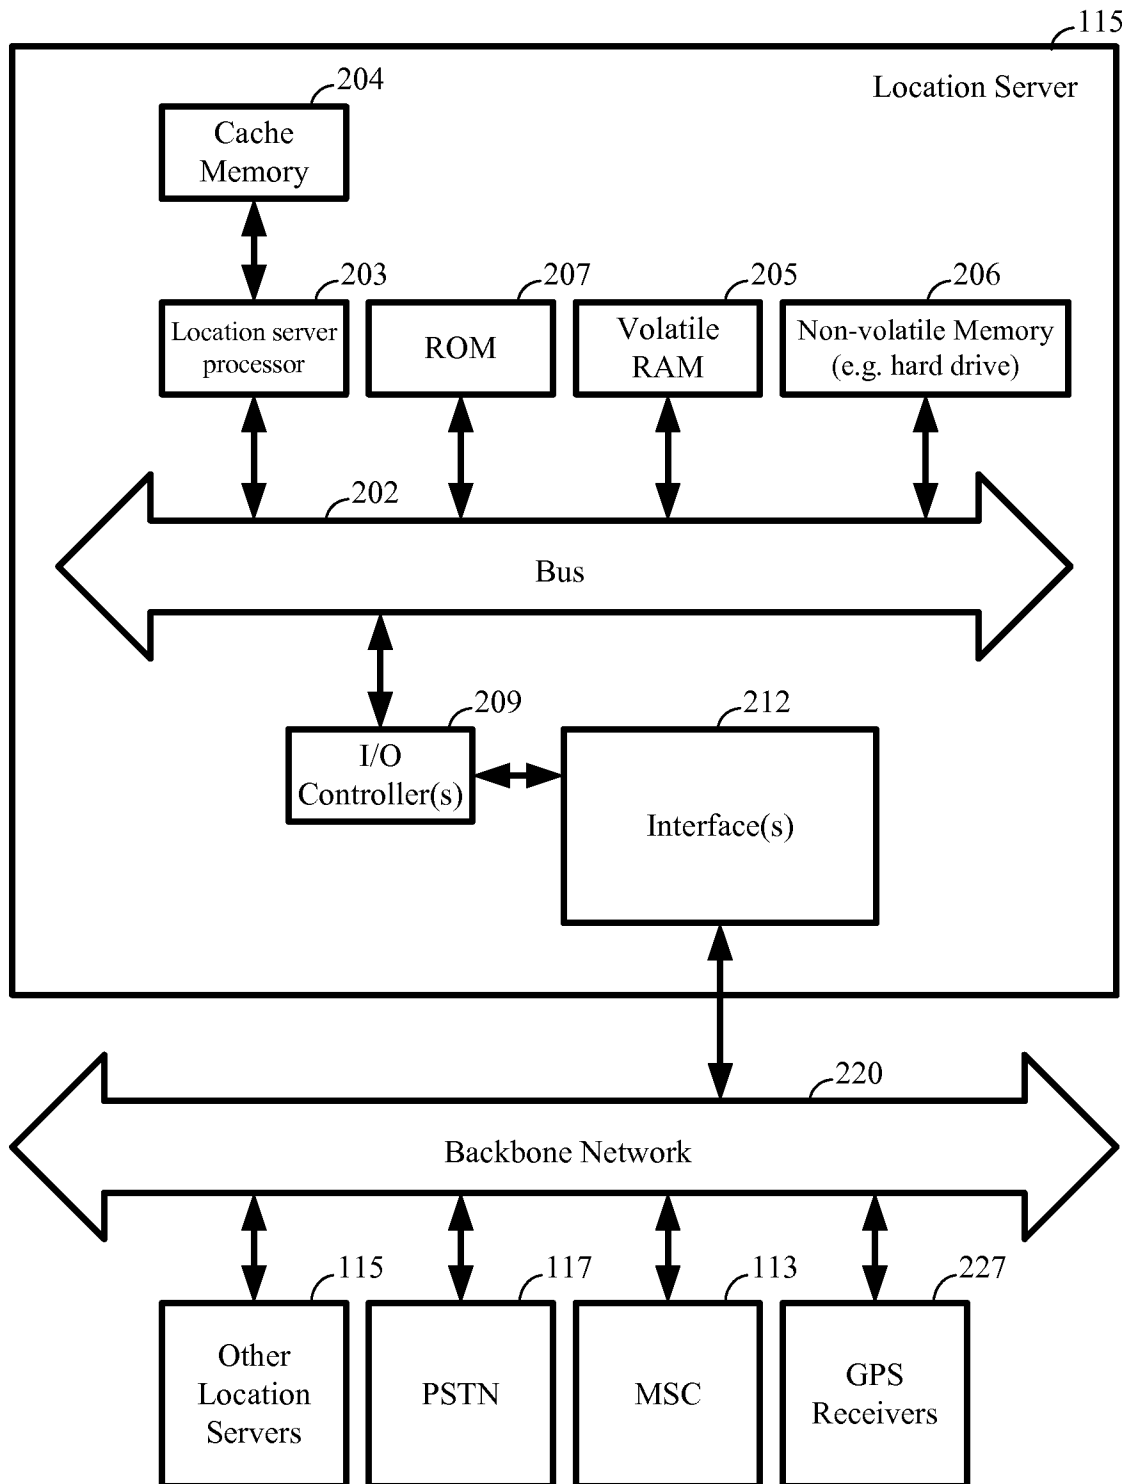 115
Location Server
204
Cache
Memory
203
207
205
206
Location server
processor
ROM
Volatile
RAM
Non-volatile Memory
(e.g. hard drive)
202
Bus
209
212
I/O
Controller(s)
Interface(s)
220
Backbone Network
115
117
113
227
Other
Location
Servers
PSTN
MSC
GPS
Receivers